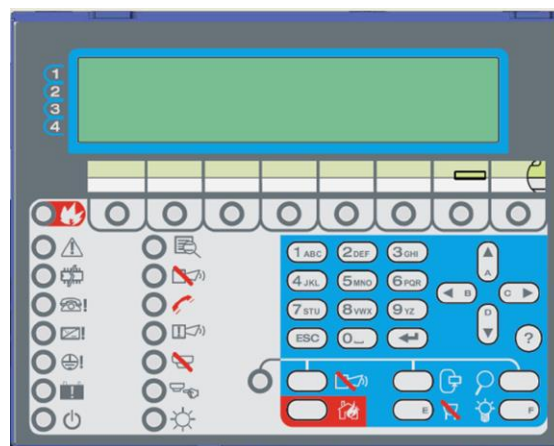 1
2
3
4
1 ABC 2 DEF 3 GHI
A
4 JKL 5 MNO 6 PQR
B C
7 STU 8 VWX 9 YZ
D
ESC 0 ?
! !
!
!
!
E F